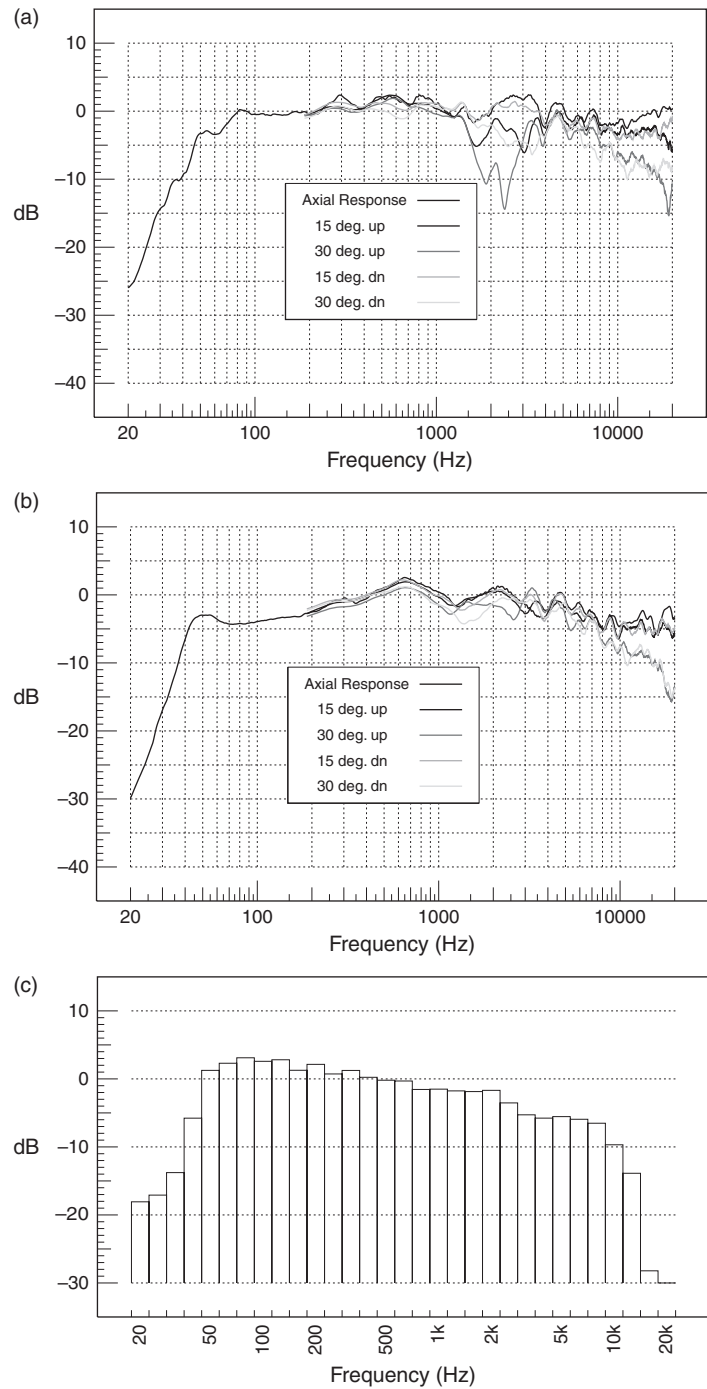 (a)
10
0
−10
dB
−20
−30
−40
Axial Response
15 deg. up
30 deg. up
15 deg. dn
30 deg. dn
20 100 1000 10000
Frequency (Hz)
(b)
10
0
−10
dB
−20
−30
−40
Axial Response
15 deg. up
30 deg. up
15 deg. dn
30 deg. dn
20 100 1000 10000
Frequency (Hz)
(c)
10
0
dB
−10
−20
−30
20 50 100 200 500 1k 2k 5k 10k 20k
Frequency (Hz)